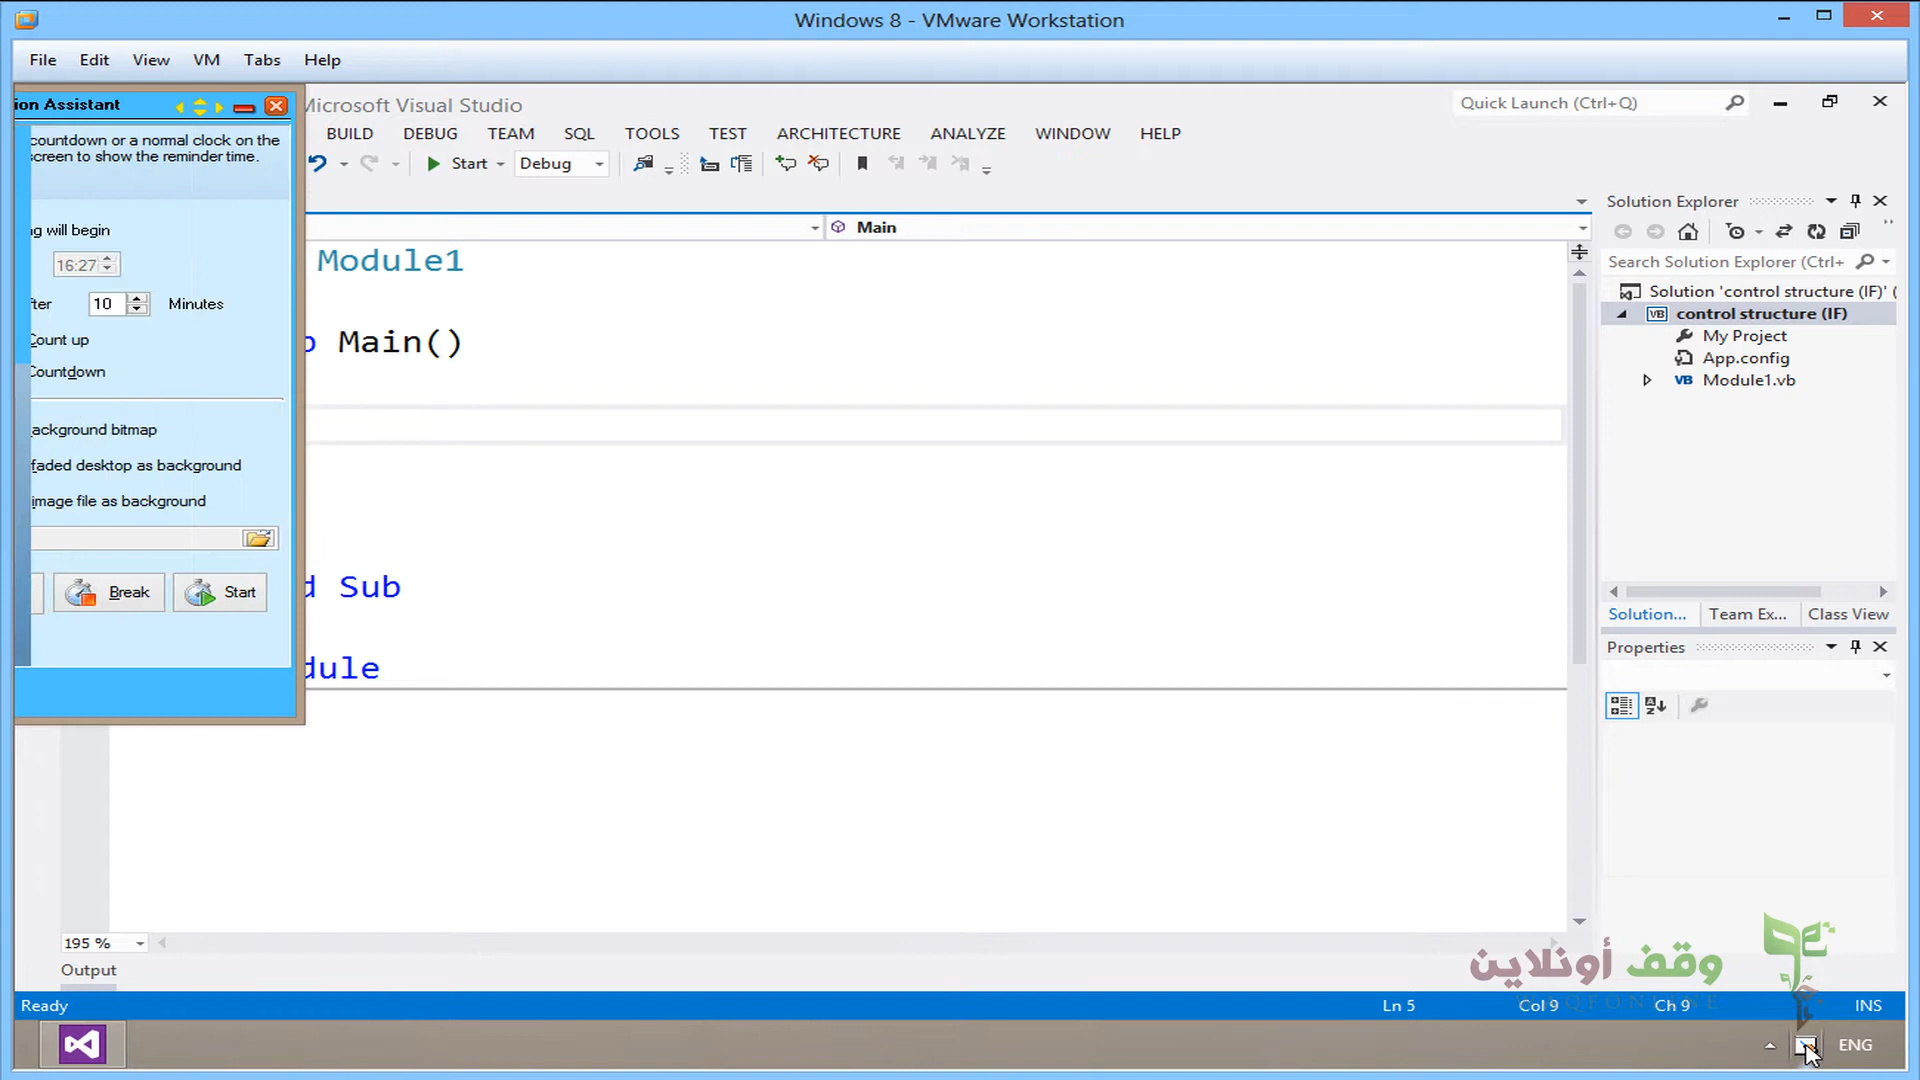 Windows 8 - VMware Workstation
File Edit View VM Tabs Help
ion Assistant
countdown or a normal clock on the
screen to show the reminder time.
ng will begin
16:27
fter 10 Minutes
Count up
Countdown
ackground bitmap
faded desktop as background
image file as background
Break Start
Microsoft Visual Studio
Quick Launch (Ctrl+Q)
BUILD DEBUG TEAM SQL TOOLS TEST ARCHITECTURE ANALYZE WINDOW HELP
Start Debug
Main
Module1
b Main()
d Sub
dule
195 %
Output
Solution Explorer
Search Solution Explorer (Ctrl+
Solution 'control structure (IF)' (
VB control structure (IF)
My Project
App.config
VB Module1.vb
Solution... Team Ex... Class View
Properties
وقف أونلاين
WAQFONLINE
Ready Ln 5 Col 9 Ch 9 INS
ENG